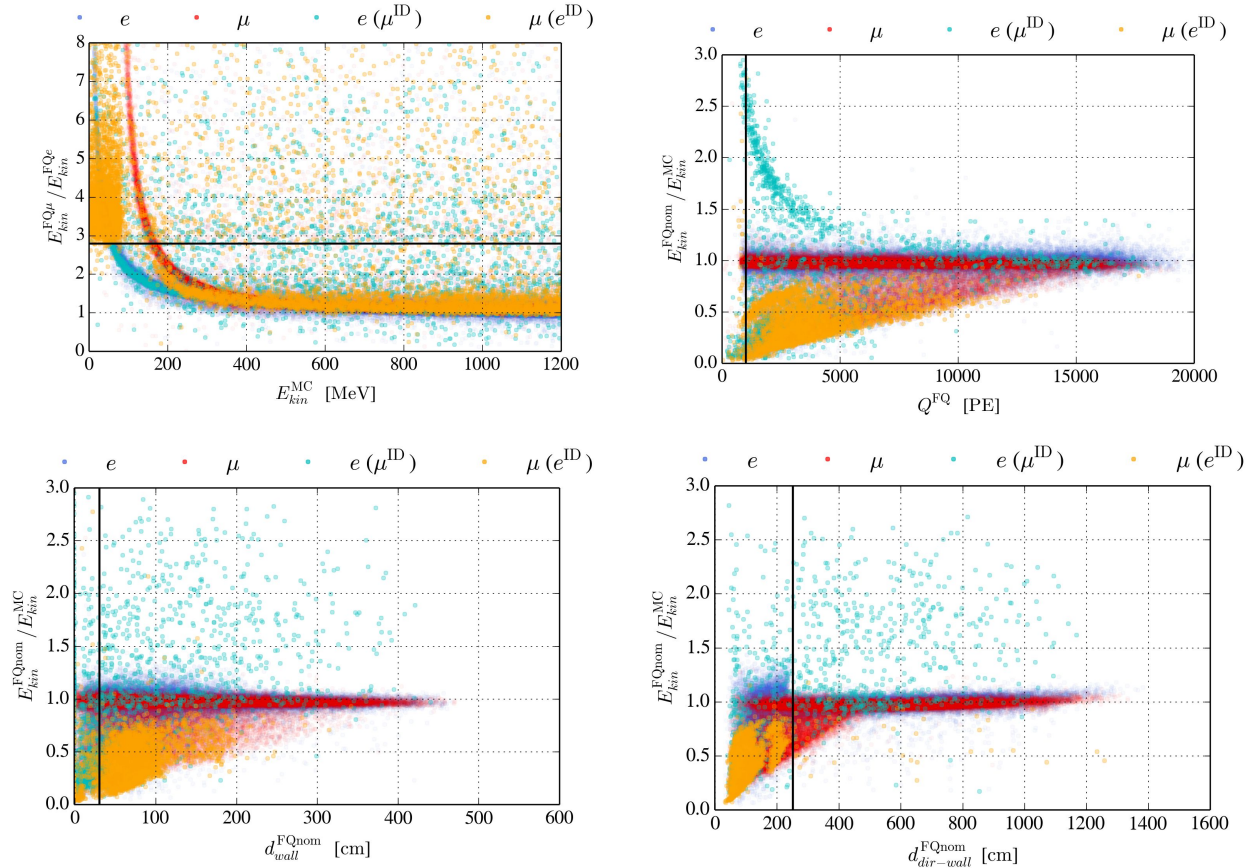 e μ e (μ^ID) μ (e^ID)
8
7
6
5
4
3
2
1
0
E_kin^FQμ / E_kin^FQe
0 200 400 600 800 1000 1200
E_kin^MC [MeV]
e μ e (μ^ID) μ (e^ID)
3.0
2.5
2.0
1.5
1.0
0.5
0.0
E_kin^FQnom / E_kin^MC
0 5000 10000 15000 20000
Q^FQ [PE]
e μ e (μ^ID) μ (e^ID)
3.0
2.5
2.0
1.5
1.0
0.5
0.0
E_kin^FQnom / E_kin^MC
0 100 200 300 400 500 600
d_wall^FQnom [cm]
e μ e (μ^ID) μ (e^ID)
3.0
2.5
2.0
1.5
1.0
0.5
0.0
E_kin^FQnom / E_kin^MC
0 200 400 600 800 1000 1200 1400 1600
d_dir-wall^FQnom [cm]